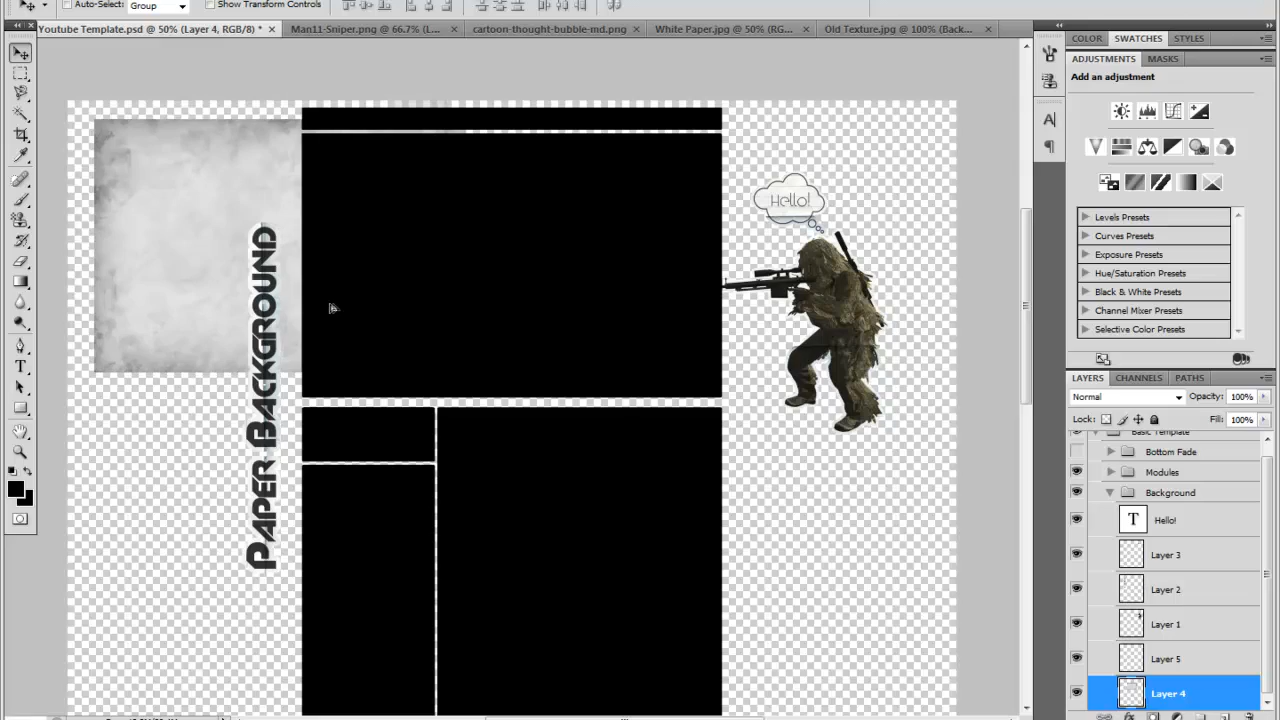 Auto-Select:
Group
Show Transform Controls
Youtube Template.psd @ 50% (Layer 4, RGB/8) *
Man11-Sniper.png @ 66.7% (L...
cartoon-thought-bubble-md.png
White Paper.jpg @ 50% (RG...
Old Texture.jpg @ 100% (Back...
COLOR
SWATCHES
STYLES
ADJUSTMENTS
MASKS
Add an adjustment
Levels Presets
Curves Presets
Exposure Presets
Hue/Saturation Presets
Black & White Presets
Channel Mixer Presets
Selective Color Presets
Hello!
PAPER BACKGROUND
LAYERS
CHANNELS
PATHS
Normal
Opacity: 100%
Lock:
Fill: 100%
Basic Template
Bottom Fade
Modules
Background
T
Hello!
Layer 3
Layer 2
Layer 1
Layer 5
Layer 4